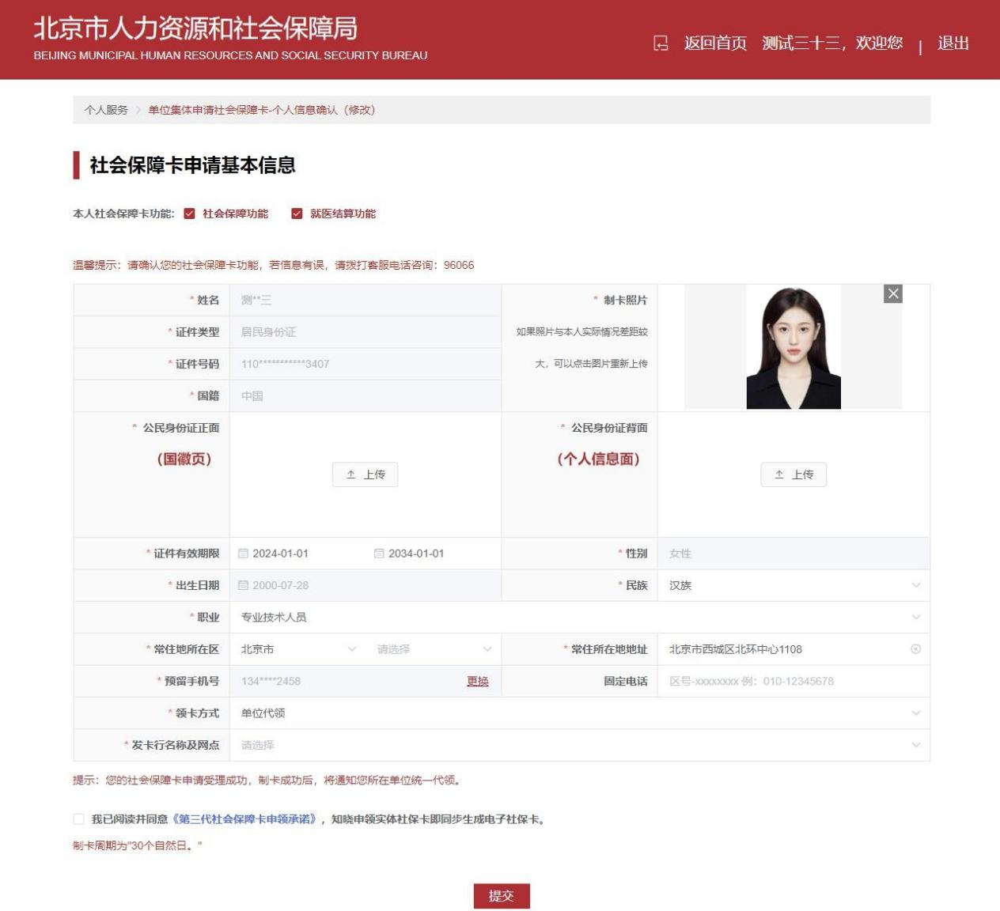 北京市人力资源和社会保障局
BEIJING MUNICIPAL HUMAN RESOURCES AND SOCIAL SECURITY BUREAU
返回首页 测试三十三，欢迎您 | 退出
个人服务 > 单位集体申请社会保障卡-个人信息确认（修改）
社会保障卡申请基本信息
本人社会保障卡功能: 社会保障功能 就医结算功能
温馨提示：请确认您的社会保障卡功能，若信息有误，请拨打客服电话咨询：96066
* 姓名 测**三
* 证件类型 居民身份证
* 证件号码 110***********3407
* 国籍 中国
* 制卡照片
如果照片与本人实际情况差距较
大，可以点击图片重新上传
* 公民身份证正面
（国徽页）
上传
* 公民身份证背面
（个人信息面）
上传
* 证件有效期限 2024-01-01 2034-01-01 * 性别 女性
* 出生日期 2000-07-28 * 民族 汉族
* 职业 专业技术人员
* 常住地所在区 北京市 请选择 * 常住所在地地址 北京市西城区北环中心1108
* 预留手机号 134****2458 更换 固定电话 区号-xxxxxxxx 例：010-12345678
* 领卡方式 单位代领
* 发卡行名称及网点 请选择
提示：您的社会保障卡申请受理成功，制卡成功后，将通知您所在单位统一代领。
我已阅读并同意《第三代社会保障卡申领承诺》，知晓申领实体社保卡即同步生成电子社保卡。
制卡周期为"30个自然日。"
提交